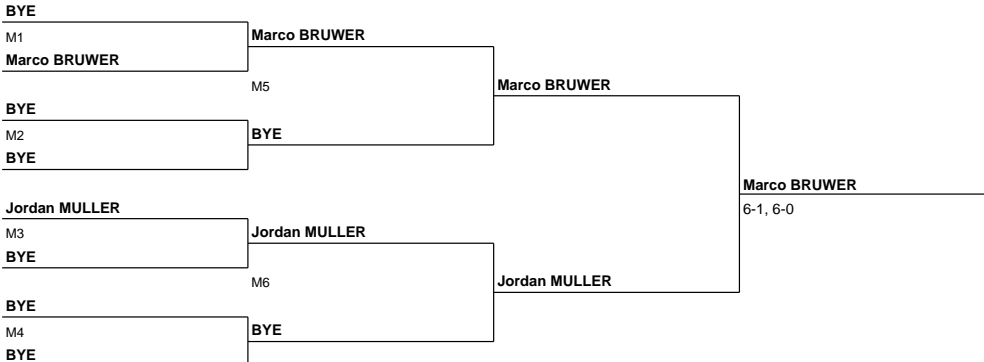 BYE
M1
Marco BRUWER
Marco BRUWER
M5
Marco BRUWER
BYE
M2
BYE
BYE
Marco BRUWER
6-1, 6-0
Jordan MULLER
M3
Jordan MULLER
BYE
M6
Jordan MULLER
BYE
M4
BYE
BYE